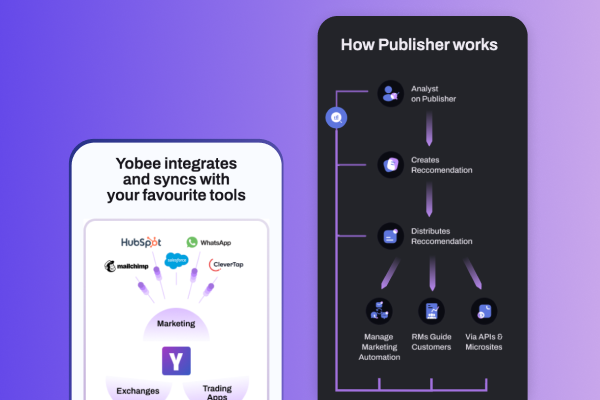 How Publisher works
Analyst
on Publisher
Creates
Reccomendation
Distributes
Reccomendation
Manage
Marketing
Automation
RMs Guide
Customers
Via APIs &
Microsites
Yobee integrates
and syncs with
your favourite tools
HubSpot
WhatsApp
mailchimp
salesforce
CleverTap
Marketing
Y
Exchanges
Trading
Apps